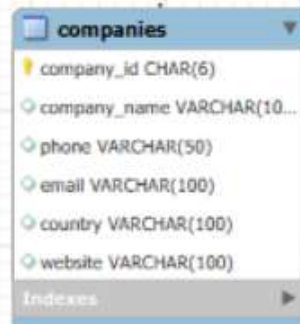 companies
company_id CHAR(6)
company_name VARCHAR(10...
phone VARCHAR(50)
email VARCHAR(100)
country VARCHAR(100)
website VARCHAR(100)
Indexes